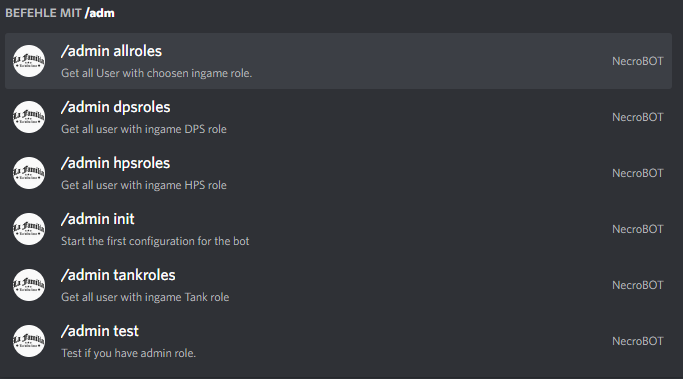 BEFEHLE MIT /adm
/admin allroles
Get all User with choosen ingame role.
NecroBOT
/admin dpsroles
Get all user with ingame DPS role
NecroBOT
/admin hpsroles
Get all user with ingame HPS role
NecroBOT
/admin init
Start the first configuration for the bot
NecroBOT
/admin tankroles
Get all user with ingame Tank role
NecroBOT
/admin test
Test if you have admin role.
NecroBOT